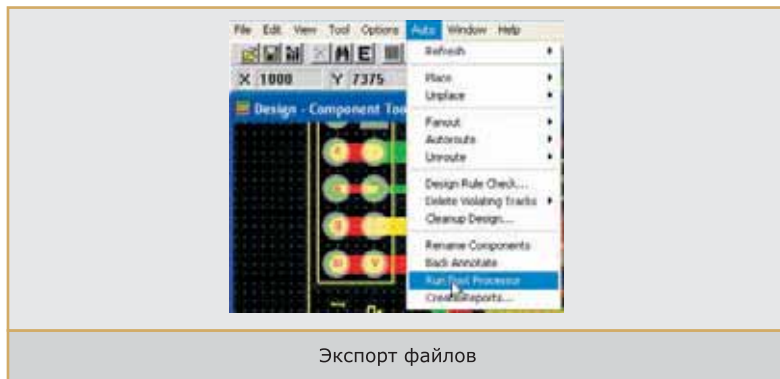 File Edit View Tool Options Auto Window Help
X 1000 Y 7375
Design - Component Too
Refresh
Place
Unplace
Fanout
Autoroute
Unroute
Design Rule Check...
Delete Violating Tracks
Cleanup Design...
Rename Components
Back Annotate
Run Post Processor
Create Reports...
Экспорт файлов